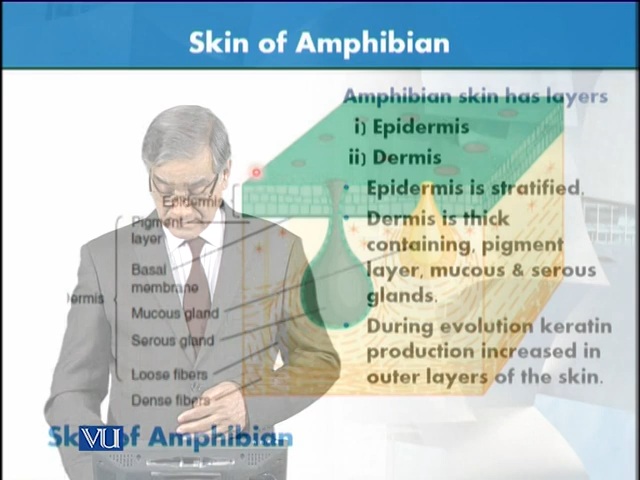 Skin of Amphibian
Amphibian skin has layers
i) Epidermis
ii) Dermis
• Epidermis is stratified.
• Dermis is thick
containing, pigment
layer, mucous & serous
glands.
• During evolution keratin
production increased in
outer layers of the skin.
Epidermis
Pigment
layer
Basal
membrane
Dermis
Mucous gland
Serous gland
Loose fibers
Dense fibers
Skin of Amphibian
VU